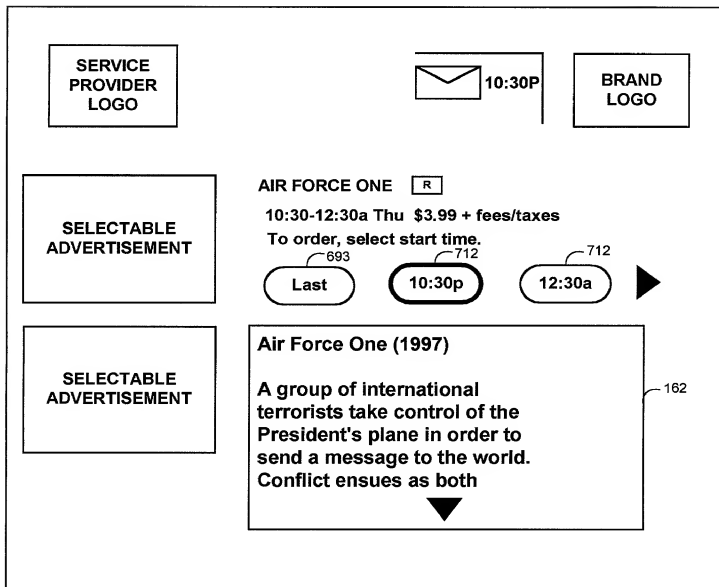 SERVICE
PROVIDER
LOGO
10:30P
BRAND
LOGO
SELECTABLE
ADVERTISEMENT
AIR FORCE ONE R
10:30-12:30a Thu $3.99 + fees/taxes
To order, select start time.
693 712 712
Last 10:30p 12:30a
SELECTABLE
ADVERTISEMENT
Air Force One (1997)
A group of international
terrorists take control of the
President's plane in order to
send a message to the world.
Conflict ensues as both
162